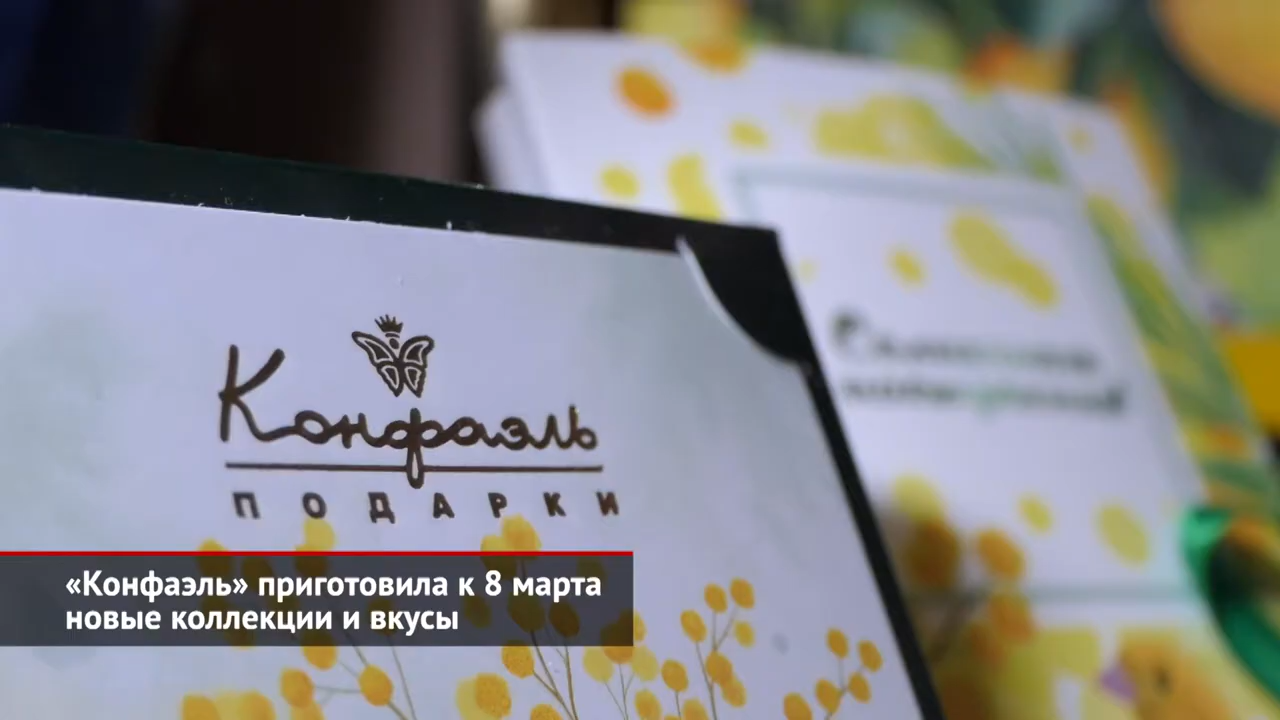 Конфаэль
ПОДАРКИ
«Конфаэль» приготовила к 8 марта
новые коллекции и вкусы